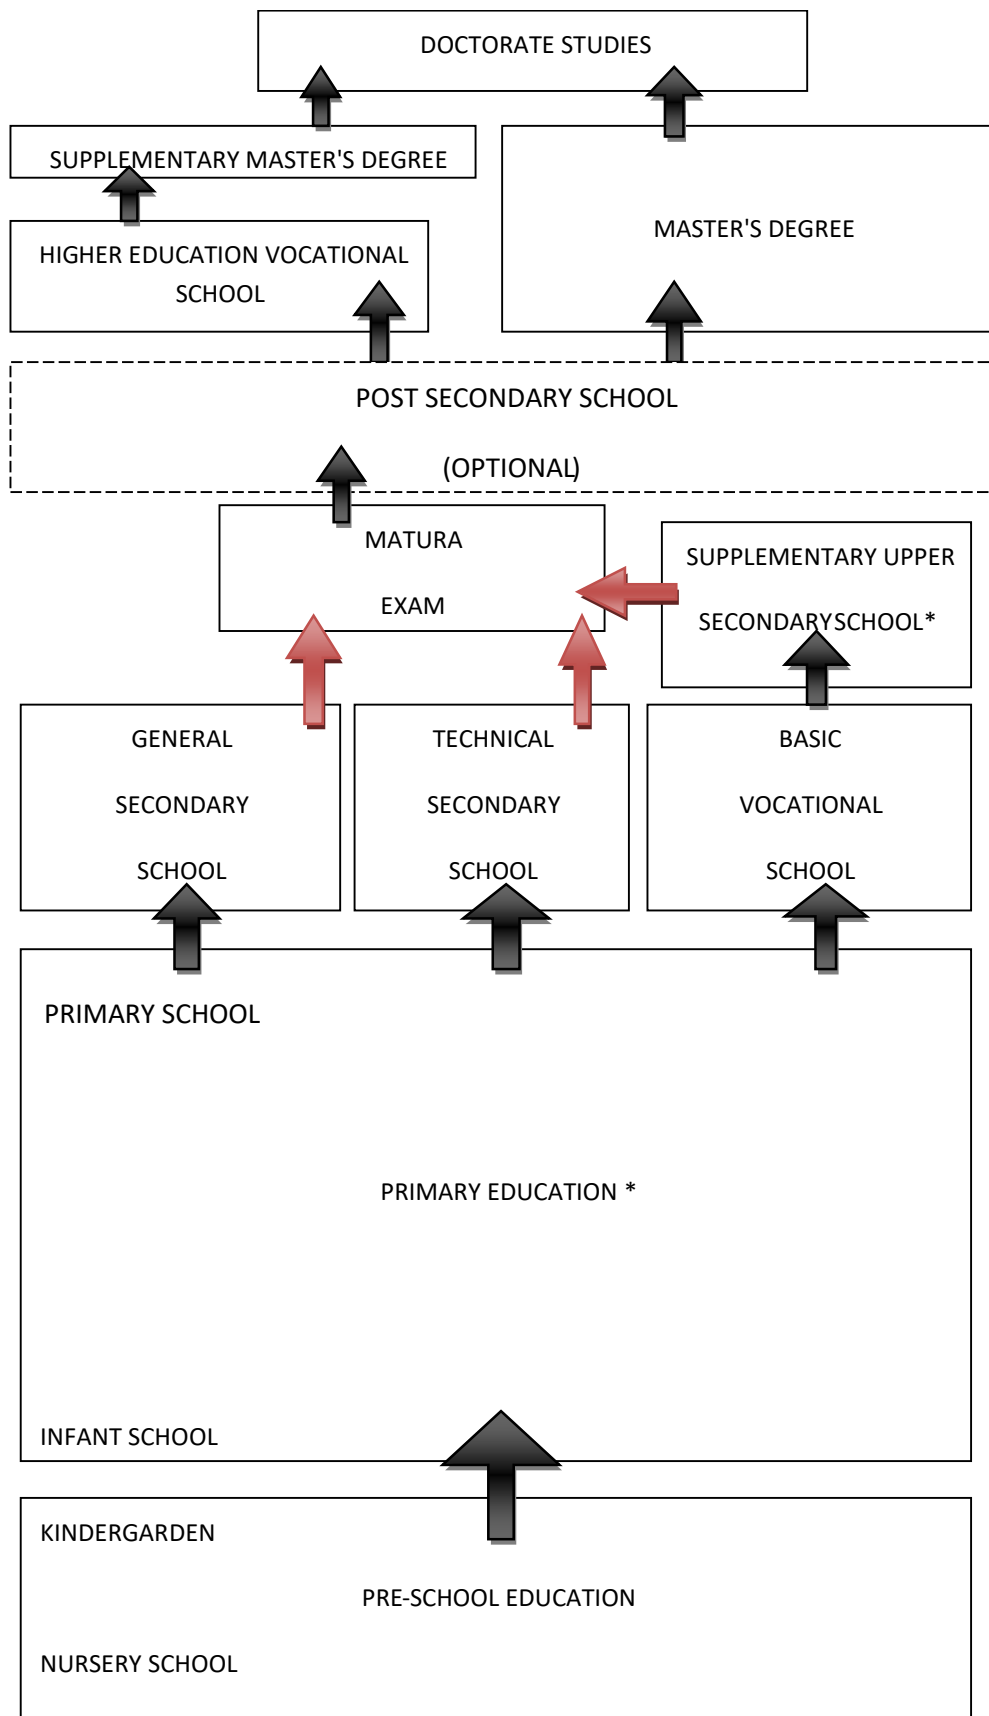 DOCTORATE STUDIES
SUPPLEMENTARY MASTER'S DEGREE
MASTER'S DEGREE
HIGHER EDUCATION VOCATIONAL
SCHOOL
POST SECONDARY SCHOOL
(OPTIONAL)
MATURA
EXAM
SUPPLEMENTARY UPPER
SECONDARYSCHOOL*
GENERAL
SECONDARY
SCHOOL
TECHNICAL
SECONDARY
SCHOOL
BASIC
VOCATIONAL
SCHOOL
PRIMARY SCHOOL
PRIMARY EDUCATION *
INFANT SCHOOL
KINDERGARDEN
PRE-SCHOOL EDUCATION
NURSERY SCHOOL